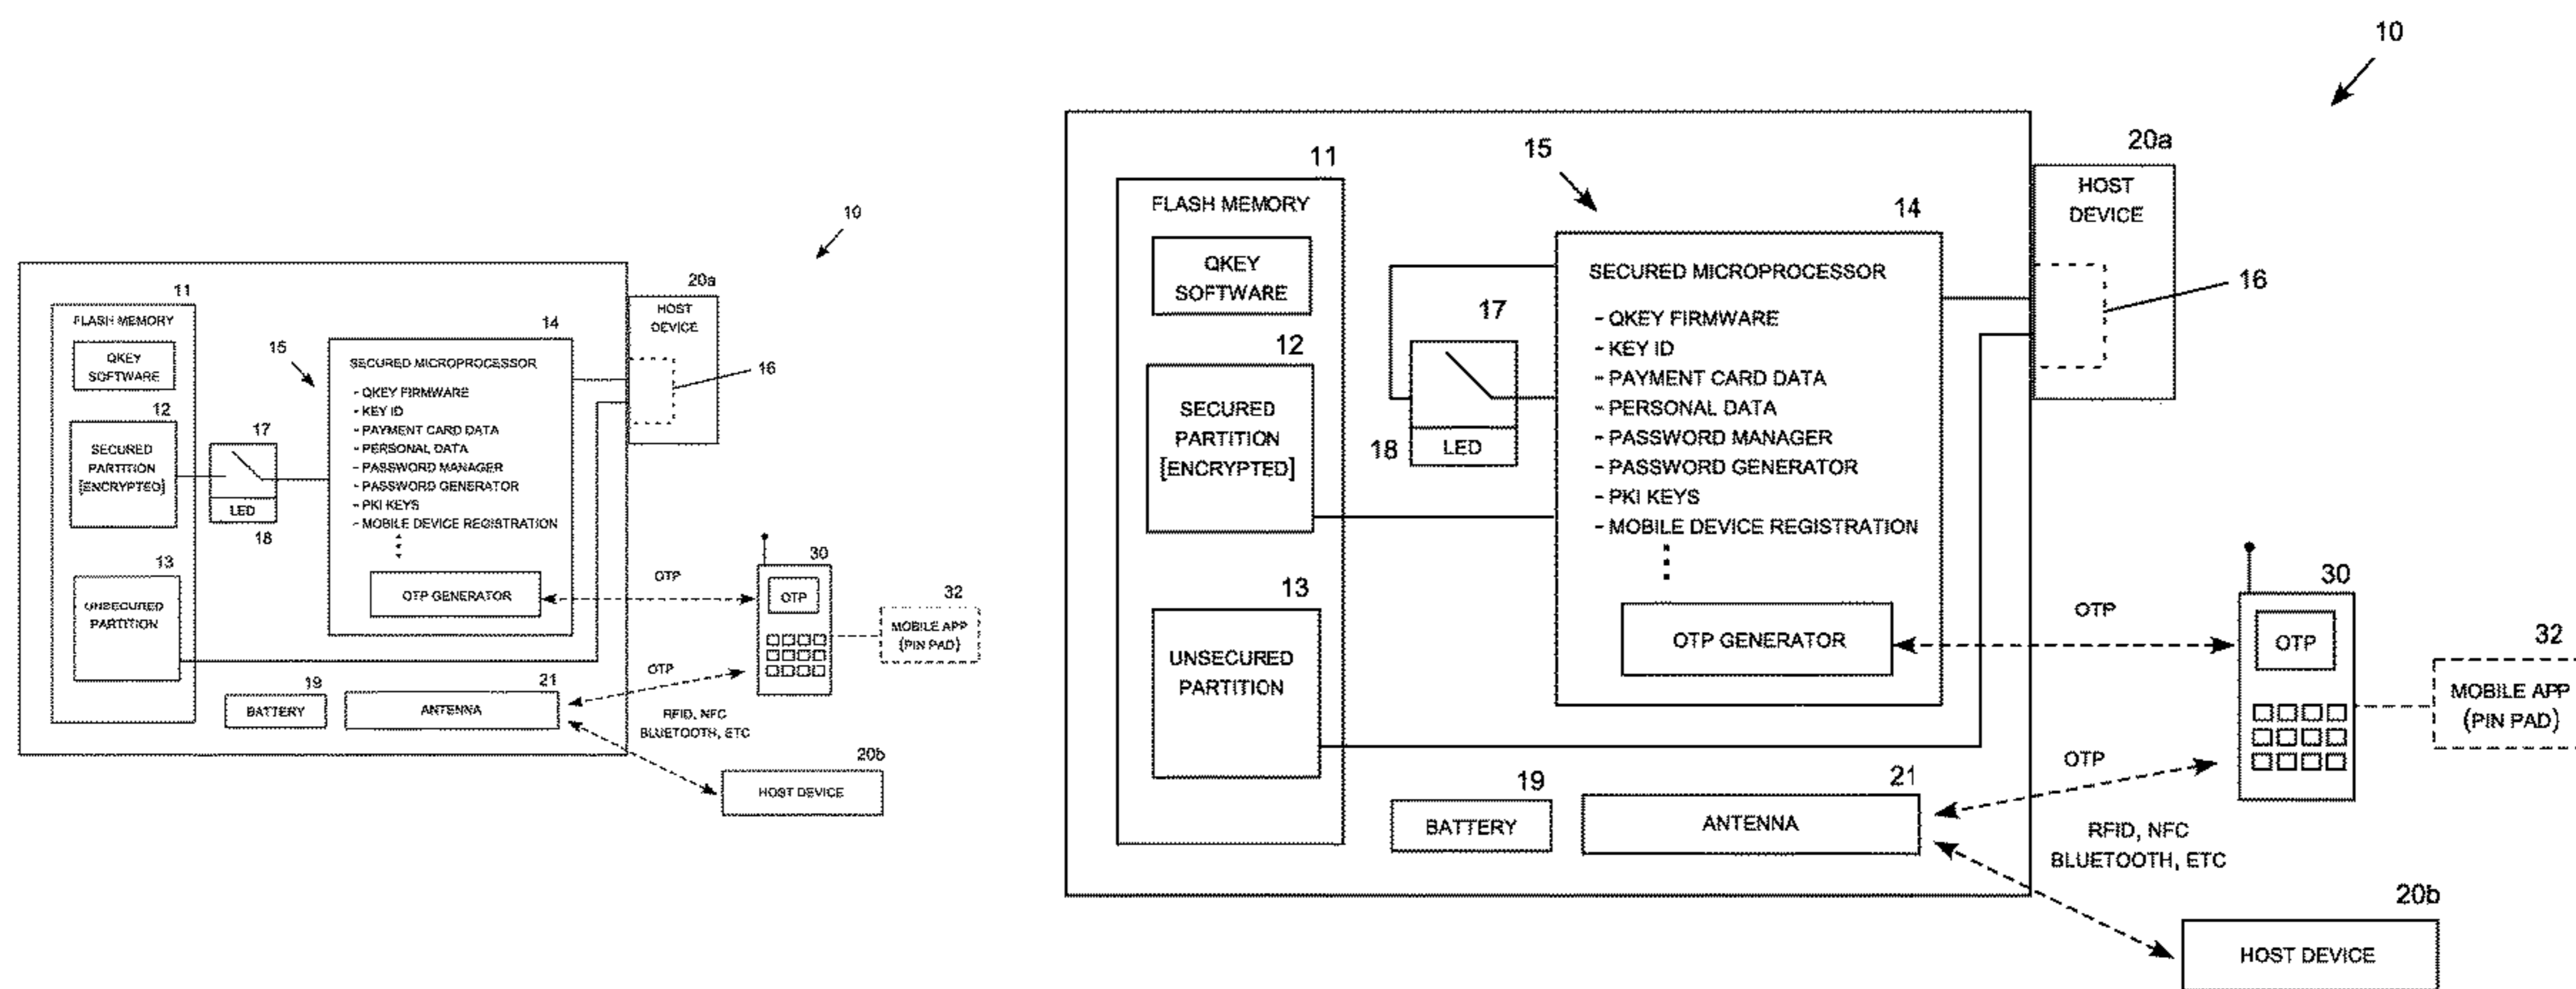 10
20a
HOST
DEVICE
11
FLASH MEMORY
14
QKEY
SOFTWARE
15
SECURED MICROPROCESSOR
16
- QKEY FIRMWARE
- KEY ID
- PAYMENT CARD DATA
- PERSONAL DATA
- PASSWORD MANAGER
- PASSWORD GENERATOR
- PKI KEYS
- MOBILE DEVICE REGISTRATION
12
SECURED
PARTITION
[ENCRYPTED]
17
LED
18
13
UNSECURED
PARTITION
OTP GENERATOR
OTP
30
OTP
32
MOBILE APP
(PIN PAD)
OTP
19
BATTERY
21
ANTENNA
RFID, NFC
BLUETOOTH, ETC
20b
HOST DEVICE
10
20a
HOST
DEVICE
11
FLASH MEMORY
15
14
QKEY
SOFTWARE
SECURED MICROPROCESSOR
16
- QKEY FIRMWARE
- KEY ID
- PAYMENT CARD DATA
- PERSONAL DATA
- PASSWORD MANAGER
- PASSWORD GENERATOR
- PKI KEYS
- MOBILE DEVICE REGISTRATION
17
12
SECURED
PARTITION
[ENCRYPTED]
18
LED
13
UNSECURED
PARTITION
OTP GENERATOR
OTP
30
OTP
32
MOBILE APP
(PIN PAD)
OTP
19
BATTERY
21
ANTENNA
RFID, NFC
BLUETOOTH, ETC
20b
HOST DEVICE